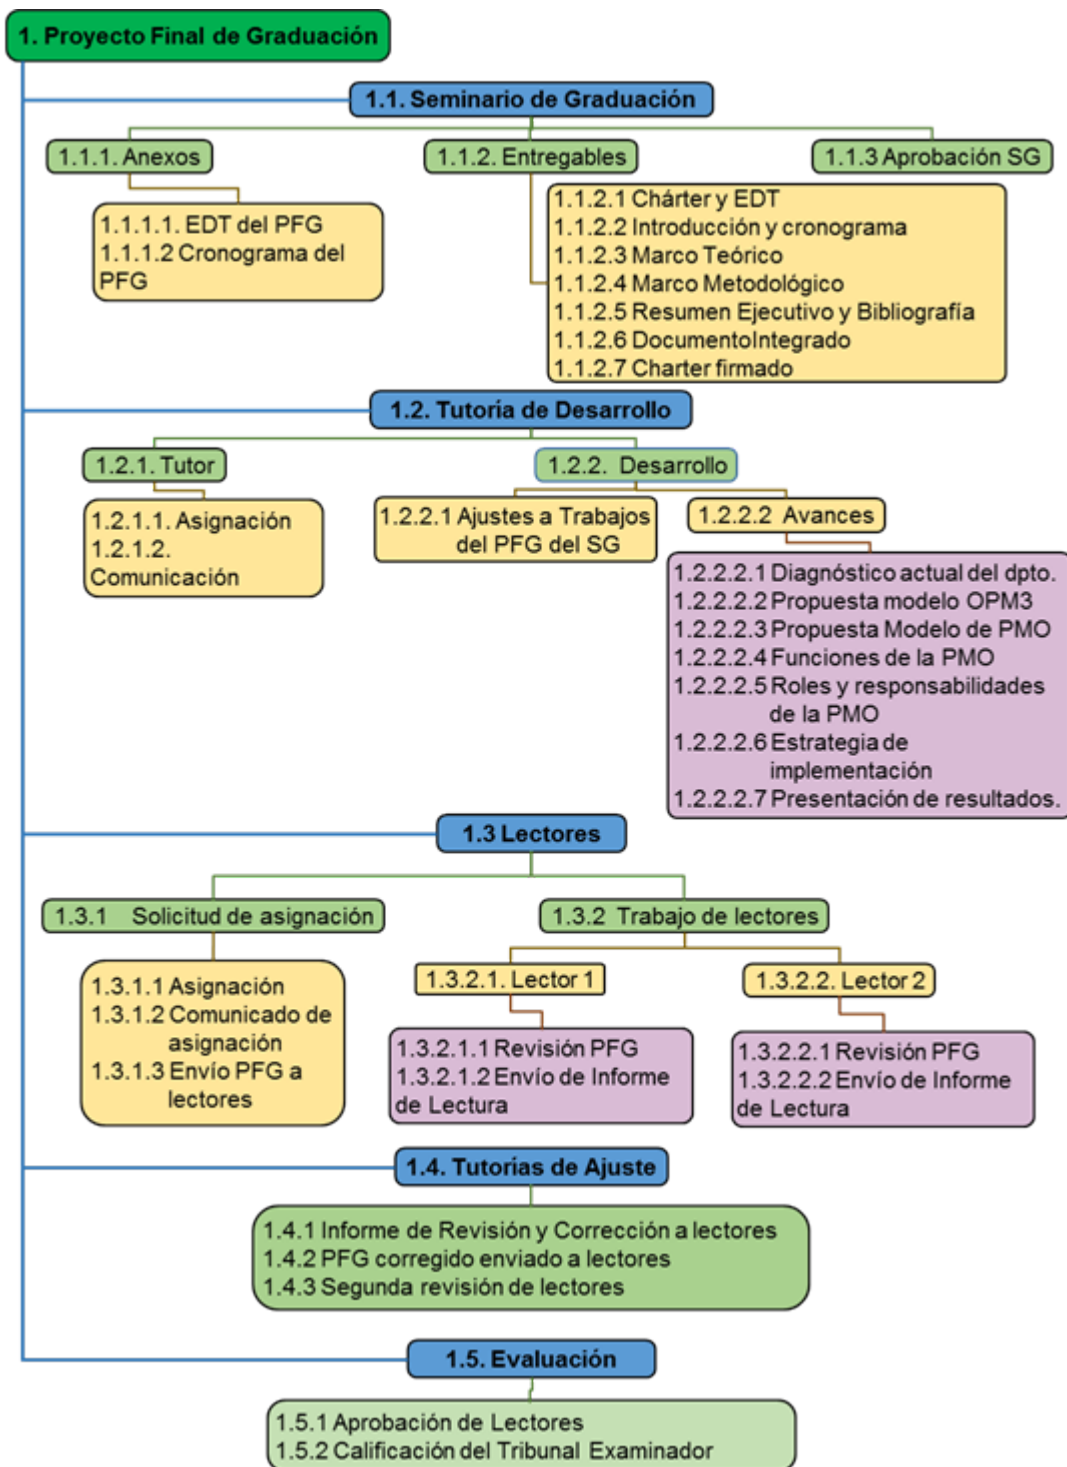 1. Proyecto Final de Graduación
1.1. Seminario de Graduación
1.1.1. Anexos
1.1.2. Entregables
1.1.3 Aprobación SG
1.1.1.1. EDT del PFG
1.1.1.2 Cronograma del
PFG
1.1.2.1 Chárter y EDT
1.1.2.2 Introducción y cronograma
1.1.2.3 Marco Teórico
1.1.2.4 Marco Metodológico
1.1.2.5 Resumen Ejecutivo y Bibliografía
1.1.2.6 DocumentoIntegrado
1.1.2.7 Charter firmado
1.2. Tutoría de Desarrollo
1.2.1. Tutor
1.2.2. Desarrollo
1.2.1.1. Asignación
1.2.1.2.
Comunicación
1.2.2.1 Ajustes a Trabajos
del PFG del SG
1.2.2.2 Avances
1.2.2.2.1 Diagnóstico actual del dpto.
1.2.2.2.2 Propuesta modelo OPM3
1.2.2.2.3 Propuesta Modelo de PMO
1.2.2.2.4 Funciones de la PMO
1.2.2.2.5 Roles y responsabilidades
de la PMO
1.2.2.2.6 Estrategia de
implementación
1.2.2.2.7 Presentación de resultados.
1.3 Lectores
1.3.1 Solicitud de asignación
1.3.2 Trabajo de lectores
1.3.1.1 Asignación
1.3.1.2 Comunicado de
asignación
1.3.1.3 Envío PFG a
lectores
1.3.2.1. Lector 1
1.3.2.2. Lector 2
1.3.2.1.1 Revisión PFG
1.3.2.1.2 Envío de Informe
de Lectura
1.3.2.2.1 Revisión PFG
1.3.2.2.2 Envío de Informe
de Lectura
1.4. Tutorías de Ajuste
1.4.1 Informe de Revisión y Corrección a lectores
1.4.2 PFG corregido enviado a lectores
1.4.3 Segunda revisión de lectores
1.5. Evaluación
1.5.1 Aprobación de Lectores
1.5.2 Calificación del Tribunal Examinador